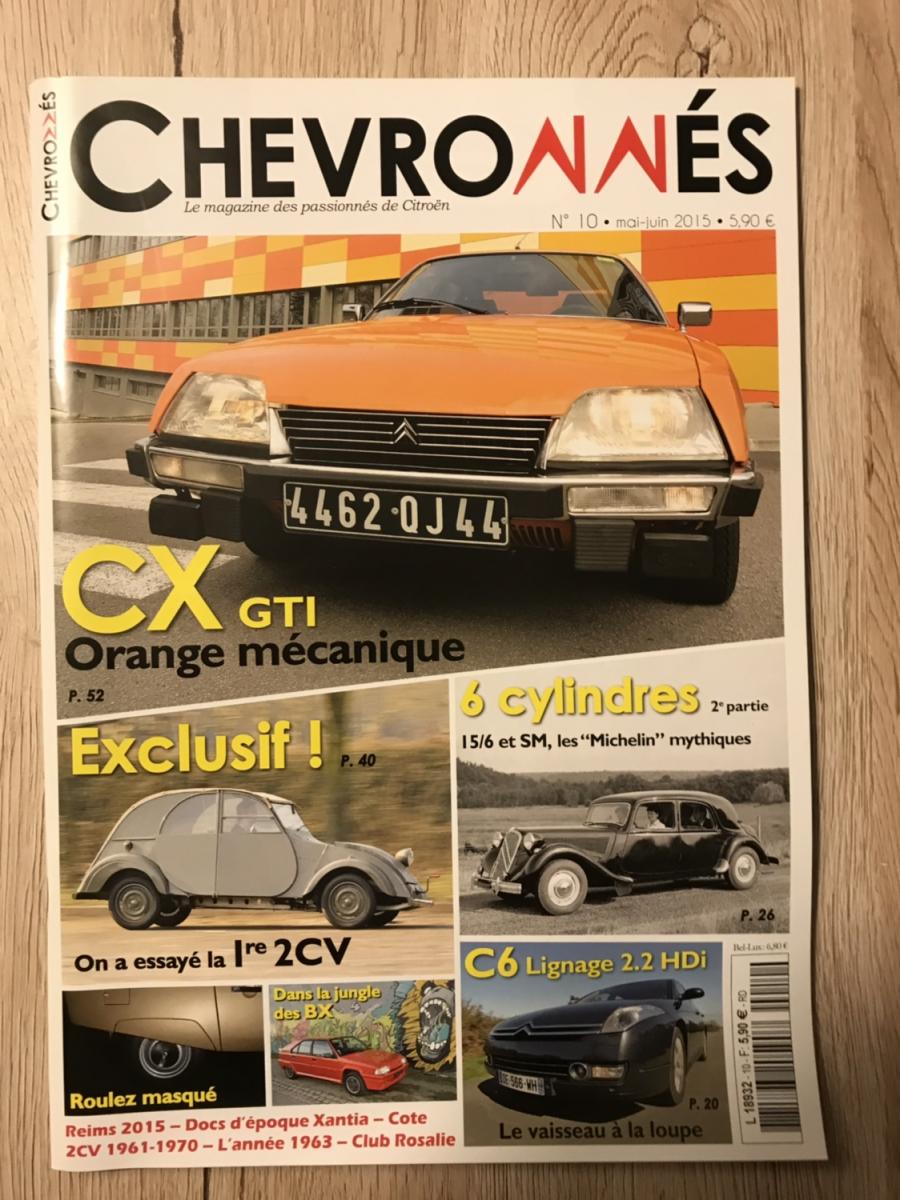 CHEVRONNÉS
CHEVRONNÉS
Le magazine des passionnés de Citroën
N° 10 • mai-juin 2015 • 5,90 €
4462 QJ 44
CX GTI
Orange mécanique
P. 52
6 cylindres 2e partie
15/6 et SM, les “Michelin” mythiques
P. 26
Exclusif ! P. 40
On a essayé la 1re 2CV
Bel-Lux: 6,80 €
C6 Lignage 2.2 HDi
P. 20
Le vaisseau à la loupe
L 18932 - 10 - F: 5,90 € - RD
Roulez masqué
Dans la jungle
des BX
Reims 2015 – Docs d’époque Xantia – Cote
2CV 1961-1970 – L’année 1963 – Club Rosalie